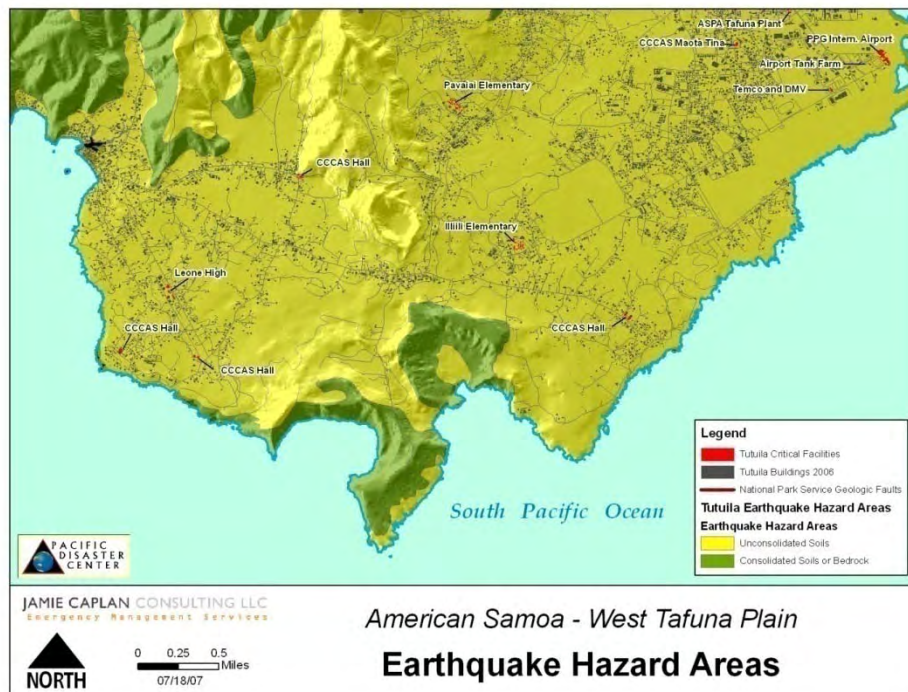 ASPA Tafuna Plant
PPG Intern. Airport
CCCAS Maota Tina
Airport Tank Farm
Pavaiai Elementary
Temco and DMV
CCCAS Hall
Illili Elementary
Leone High
CCCAS Hall
CCCAS Hall
CCCAS Hall
South Pacific Ocean
Legend
Tutuila Critical Facilities
Tutuila Buildings 2006
National Park Service Geologic Faults
Tutuila Earthquake Hazard Areas
Earthquake Hazard Areas
Unconsolidated Soils
Consolidated Soils or Bedrock
PACIFIC
DISASTER
CENTER
JAMIE CAPLAN CONSULTING LLC
Emergency Management Services
NORTH
0 0.25 0.5
Miles
07/18/07
American Samoa - West Tafuna Plain
Earthquake Hazard Areas